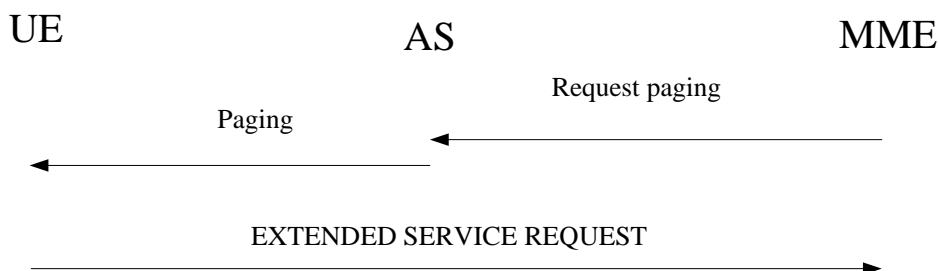 UE
AS
MME
Request paging
Paging
EXTENDED SERVICE REQUEST